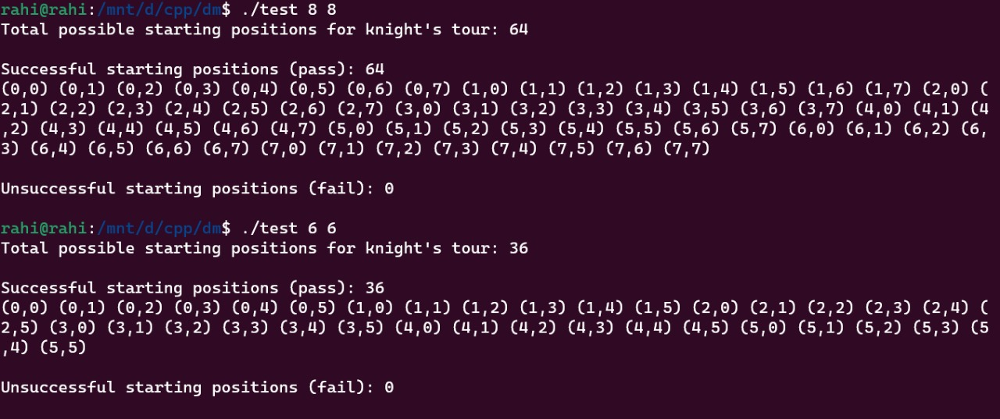 rahi@rahi:/mnt/d/cpp/dm$ ./test 8 8
Total possible starting positions for knight's tour: 64
Successful starting positions (pass): 64
(0,0) (0,1) (0,2) (0,3) (0,4) (0,5) (0,6) (0,7) (1,0) (1,1) (1,2) (1,3) (1,4) (1,5) (1,6) (1,7) (2,0) (
2,1) (2,2) (2,3) (2,4) (2,5) (2,6) (2,7) (3,0) (3,1) (3,2) (3,3) (3,4) (3,5) (3,6) (3,7) (4,0) (4,1) (4
,2) (4,3) (4,4) (4,5) (4,6) (4,7) (5,0) (5,1) (5,2) (5,3) (5,4) (5,5) (5,6) (5,7) (6,0) (6,1) (6,2) (6,
3) (6,4) (6,5) (6,6) (6,7) (7,0) (7,1) (7,2) (7,3) (7,4) (7,5) (7,6) (7,7)
Unsuccessful starting positions (fail): 0
rahi@rahi:/mnt/d/cpp/dm$ ./test 6 6
Total possible starting positions for knight's tour: 36
Successful starting positions (pass): 36
(0,0) (0,1) (0,2) (0,3) (0,4) (0,5) (1,0) (1,1) (1,2) (1,3) (1,4) (1,5) (2,0) (2,1) (2,2) (2,3) (2,4) (
2,5) (3,0) (3,1) (3,2) (3,3) (3,4) (3,5) (4,0) (4,1) (4,2) (4,3) (4,4) (4,5) (5,0) (5,1) (5,2) (5,3) (5
,4) (5,5)
Unsuccessful starting positions (fail): 0